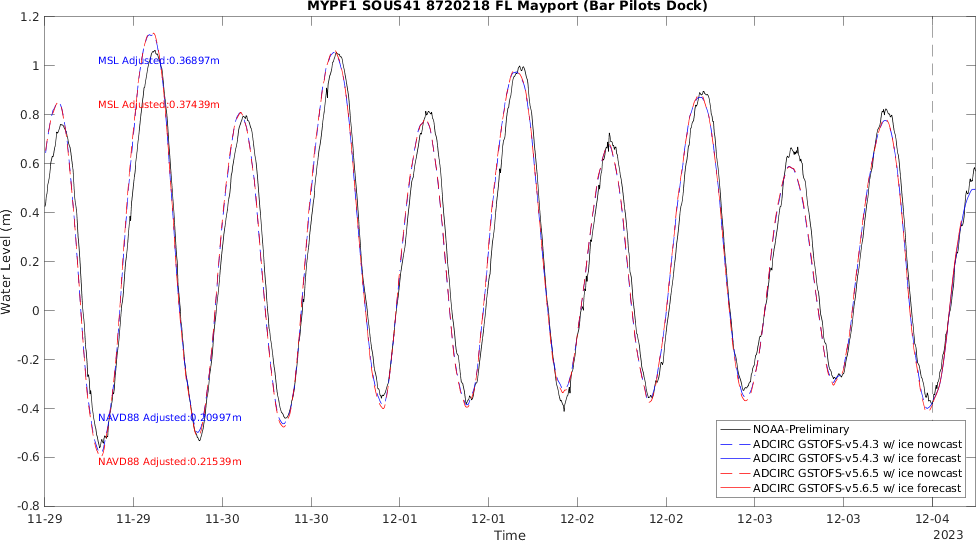 MYPF1 SOUS41 8720218 FL Mayport (Bar Pilots Dock)
Water Level (m)
1.2
1
0.8
0.6
0.4
0.2
0
-0.2
-0.4
-0.6
-0.8
MSL Adjusted:0.36897m
MSL Adjusted:0.37439m
NAVD88 Adjusted:0.20997m
NAVD88 Adjusted:0.21539m
NOAA-Preliminary
ADCIRC GSTOFS-v5.4.3 w/ ice nowcast
ADCIRC GSTOFS-v5.4.3 w/ ice forecast
ADCIRC GSTOFS-v5.6.5 w/ ice nowcast
ADCIRC GSTOFS-v5.6.5 w/ ice forecast
11-29 11-29 11-30 11-30 12-01 12-01 12-02 12-02 12-03 12-03 12-04
Time
2023